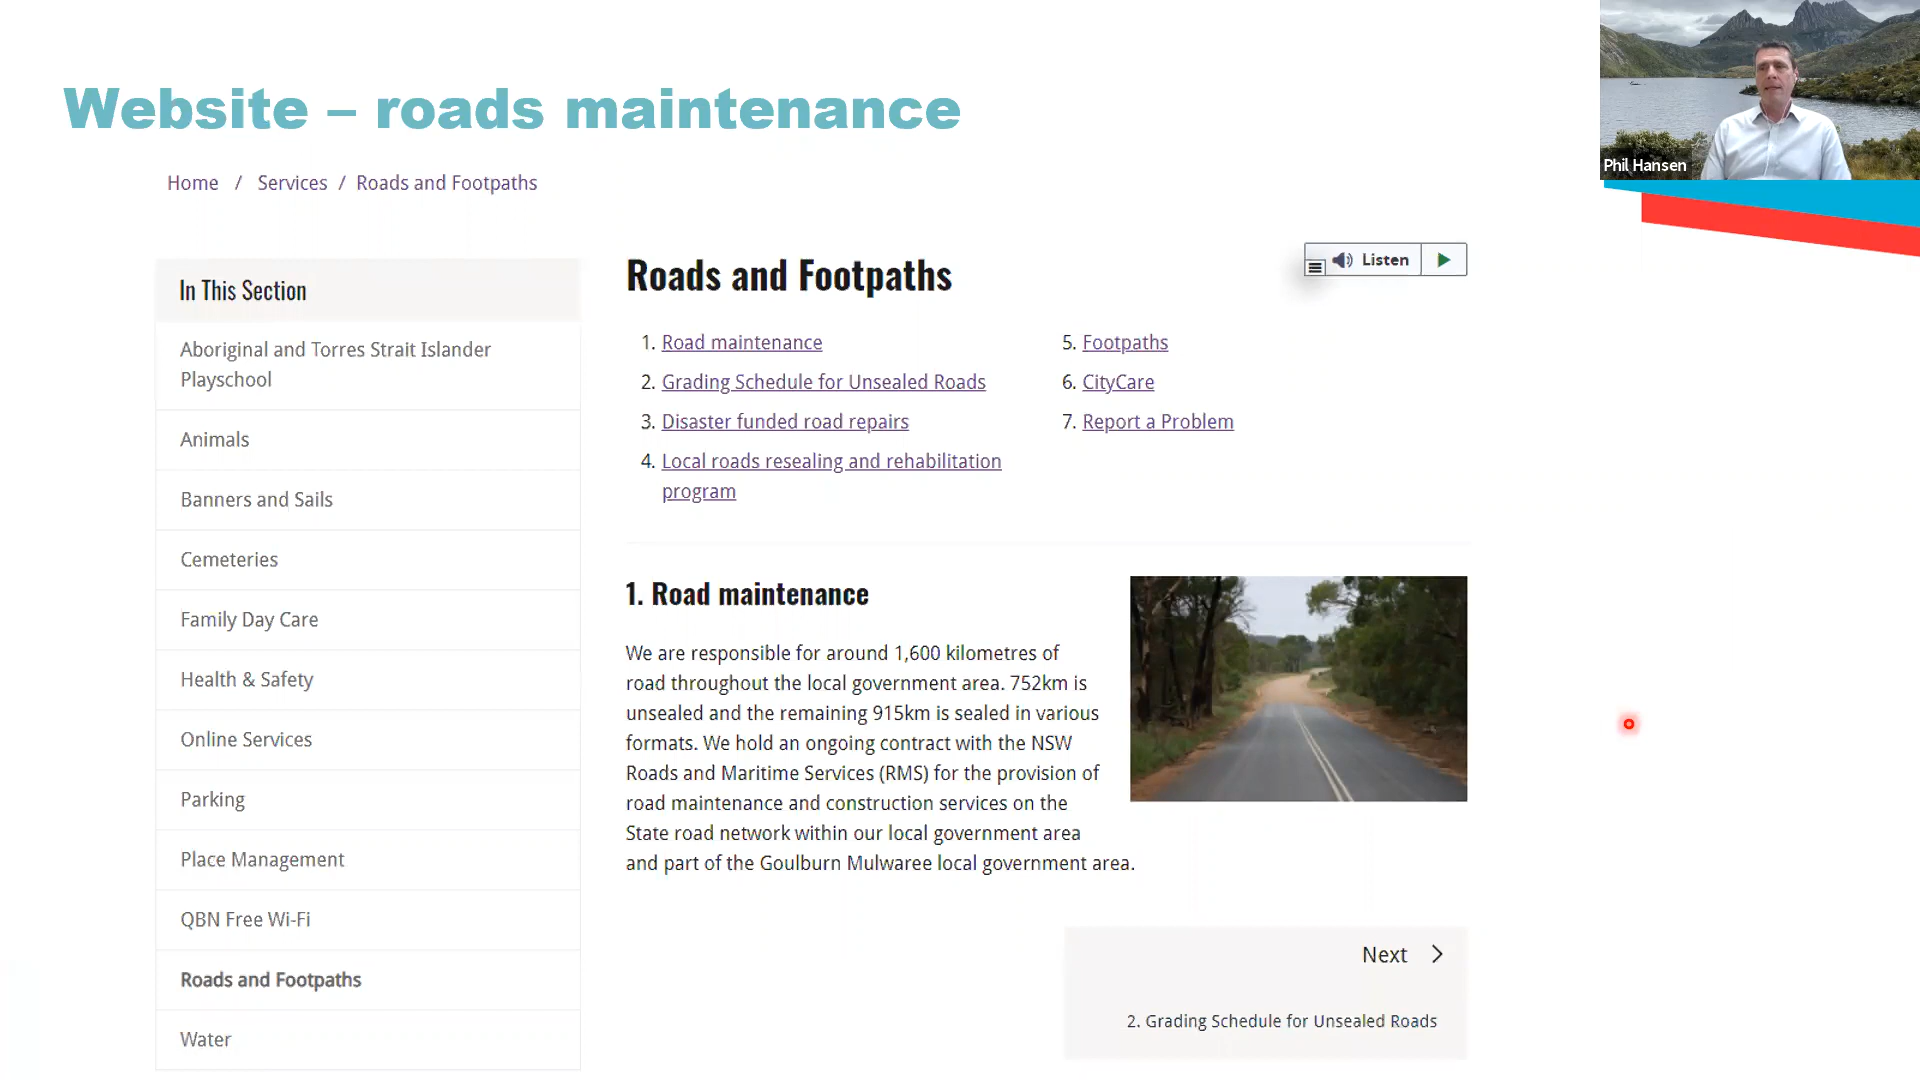 Website – roads maintenance
Phil Hansen
Home / Services / Roads and Footpaths
In This Section
Aboriginal and Torres Strait Islander
Playschool
Animals
Banners and Sails
Cemeteries
Family Day Care
Health & Safety
Online Services
Parking
Place Management
QBN Free Wi-Fi
Roads and Footpaths
Water
Roads and Footpaths
Listen
1. Road maintenance
2. Grading Schedule for Unsealed Roads
3. Disaster funded road repairs
4. Local roads resealing and rehabilitation
program
5. Footpaths
6. CityCare
7. Report a Problem
1. Road maintenance
We are responsible for around 1,600 kilometres of
road throughout the local government area. 752km is
unsealed and the remaining 915km is sealed in various
formats. We hold an ongoing contract with the NSW
Roads and Maritime Services (RMS) for the provision of
road maintenance and construction services on the
State road network within our local government area
and part of the Goulburn Mulwaree local government area.
Next
2. Grading Schedule for Unsealed Roads